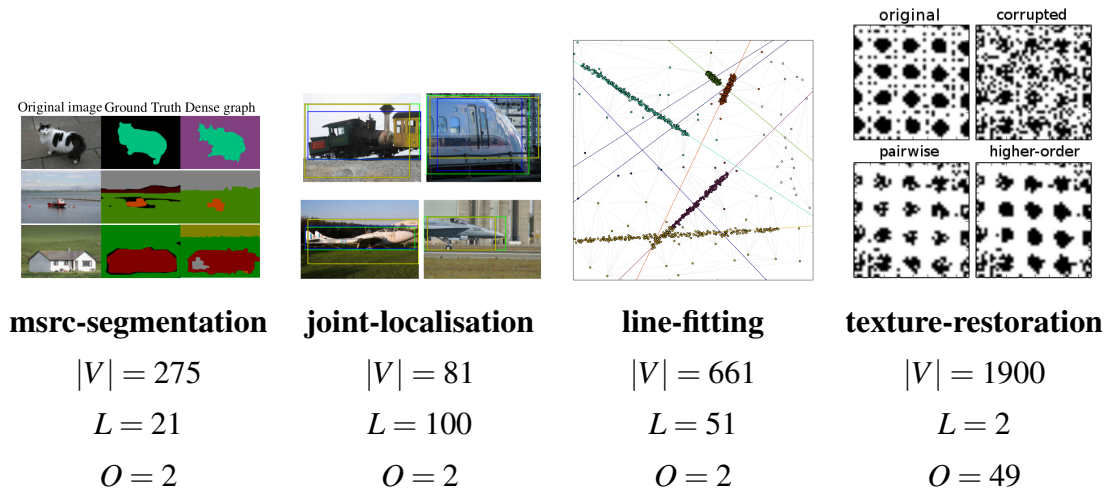 original corrupted
Original image Ground Truth Dense graph
pairwise higher-order
msrc-segmentation joint-localisation line-fitting texture-restoration
|V| = 275 |V| = 81 |V| = 661 |V| = 1900
L = 21 L = 100 L = 51 L = 2
O = 2 O = 2 O = 2 O = 49